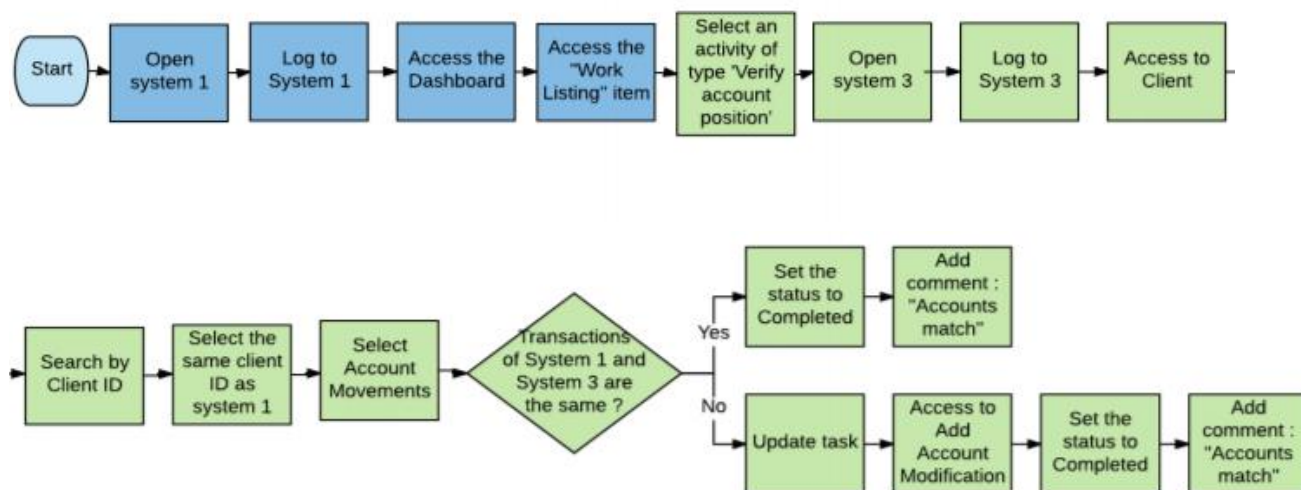 Start
Open
system 1
Log to
System 1
Access the
Dashboard
Access the
"Work
Listing" item
Select an
activity of
type 'Verify
account
position'
Open
system 3
Log to
System 3
Access to
Client
Search by
Client ID
Select the
same client
ID as
system 1
Select
Account
Movements
Transactions
of System 1 and
System 3 are
the same ?
Yes
Set the
status to
Completed
Add
comment :
"Accounts
match"
No
Update task
Access to
Add
Account
Modification
Set the
status to
Completed
Add
comment :
"Accounts
match"